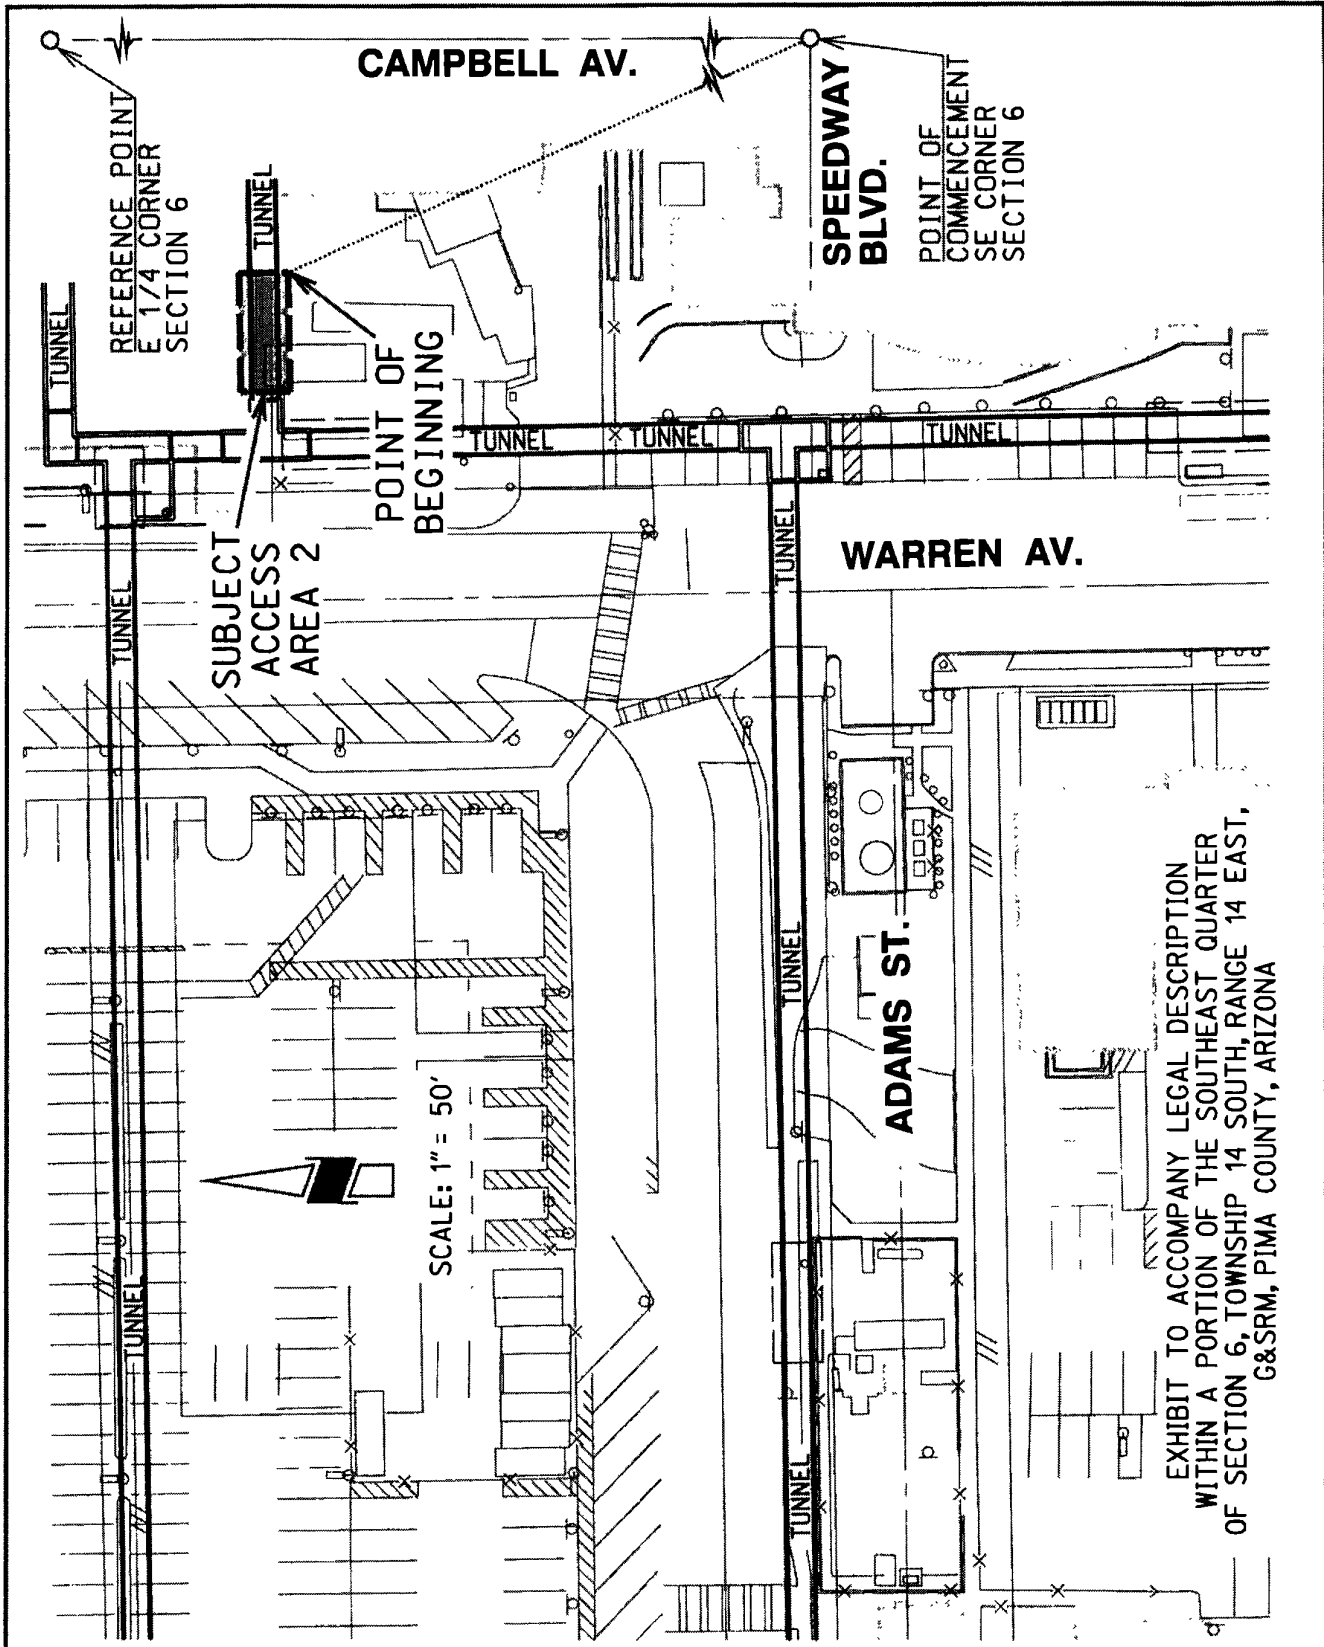 CAMPBELL AV.
REFERENCE POINT
E 1/4 CORNER
SECTION 6
TUNNEL
TUNNEL
SPEEDWAY
BLVD.
POINT OF
COMMENCEMENT
SE CORNER
SECTION 6
POINT OF
BEGINNING
SUBJECT
ACCESS
AREA 2
TUNNEL
TUNNEL
TUNNEL
TUNNEL
TUNNEL
WARREN AV.
TUNNEL
ADAMS ST.
SCALE: 1" = 50'
TUNNEL
TUNNEL
EXHIBIT TO ACCOMPANY LEGAL DESCRIPTION
WITHIN A PORTION OF THE SOUTHEAST QUARTER
OF SECTION 6, TOWNSHIP 14 SOUTH, RANGE 14 EAST,
G&SRM, PIMA COUNTY, ARIZONA